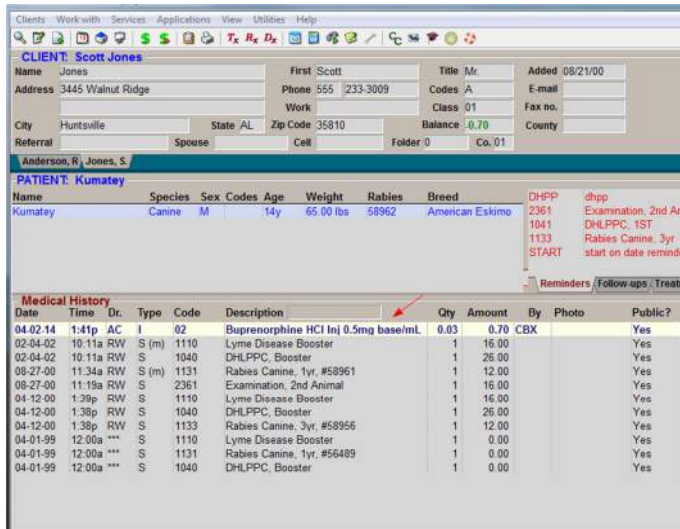 Clients Work with Services Applications View Utilities Help
$ $ Tx Rx Dx
CLIENT: Scott Jones
Name Jones First Scott Title Mr. Added 08/21/00
Address 3445 Walnut Ridge Phone 555 233-3009 Codes A E-mail
Work Class 01 Fax no.
City Huntsville State AL Zip Code 35810 Balance -0.70 County
Referral Spouse Cell Folder 0 Co. 01
Anderson, R Jones, S.
PATIENT: Kumatey
Name Species Sex Codes Age Weight Rabies Breed
Kumatey Canine M 14y 65.00 lbs 58962 American Eskimo
DHPP dhpp
2361 Examination, 2nd
1041 DHLPPC, 1ST
1133 Rabies Canine, 3yr
START start on date
Reminders Follow-ups
Medical History
Date Time Dr. Type Code Description Qty Amount By Photo Public?
04-02-14 1:41p AC I 02 Buprenorphine HCl Inj 0.5mg base/mL 0.03 0.70 CBX Yes
02-04-02 10:11a RW S (m) 1110 Lyme Disease Booster 1 16.00 Yes
02-04-02 10:11a RW S 1040 DHLPPC, Booster 1 26.00 Yes
08-27-00 11:34a RW S (m) 1131 Rabies Canine, 1yr, #58961 1 12.00 Yes
08-27-00 11:19a RW S 2361 Examination, 2nd Animal 1 16.00 Yes
04-12-00 1:39p RW S 1110 Lyme Disease Booster 1 16.00 Yes
04-12-00 1:38p RW S 1040 DHLPPC, Booster 1 26.00 Yes
04-12-00 1:38p RW S 1133 Rabies Canine, 3yr, #58956 1 12.00 Yes
04-01-99 12:00a *** S 1110 Lyme Disease Booster 1 0.00 Yes
04-01-99 12:00a *** S 1131 Rabies Canine, 1yr, #56489 1 0.00 Yes
04-01-99 12:00a *** S 1040 DHLPPC, Booster 1 0.00 Yes